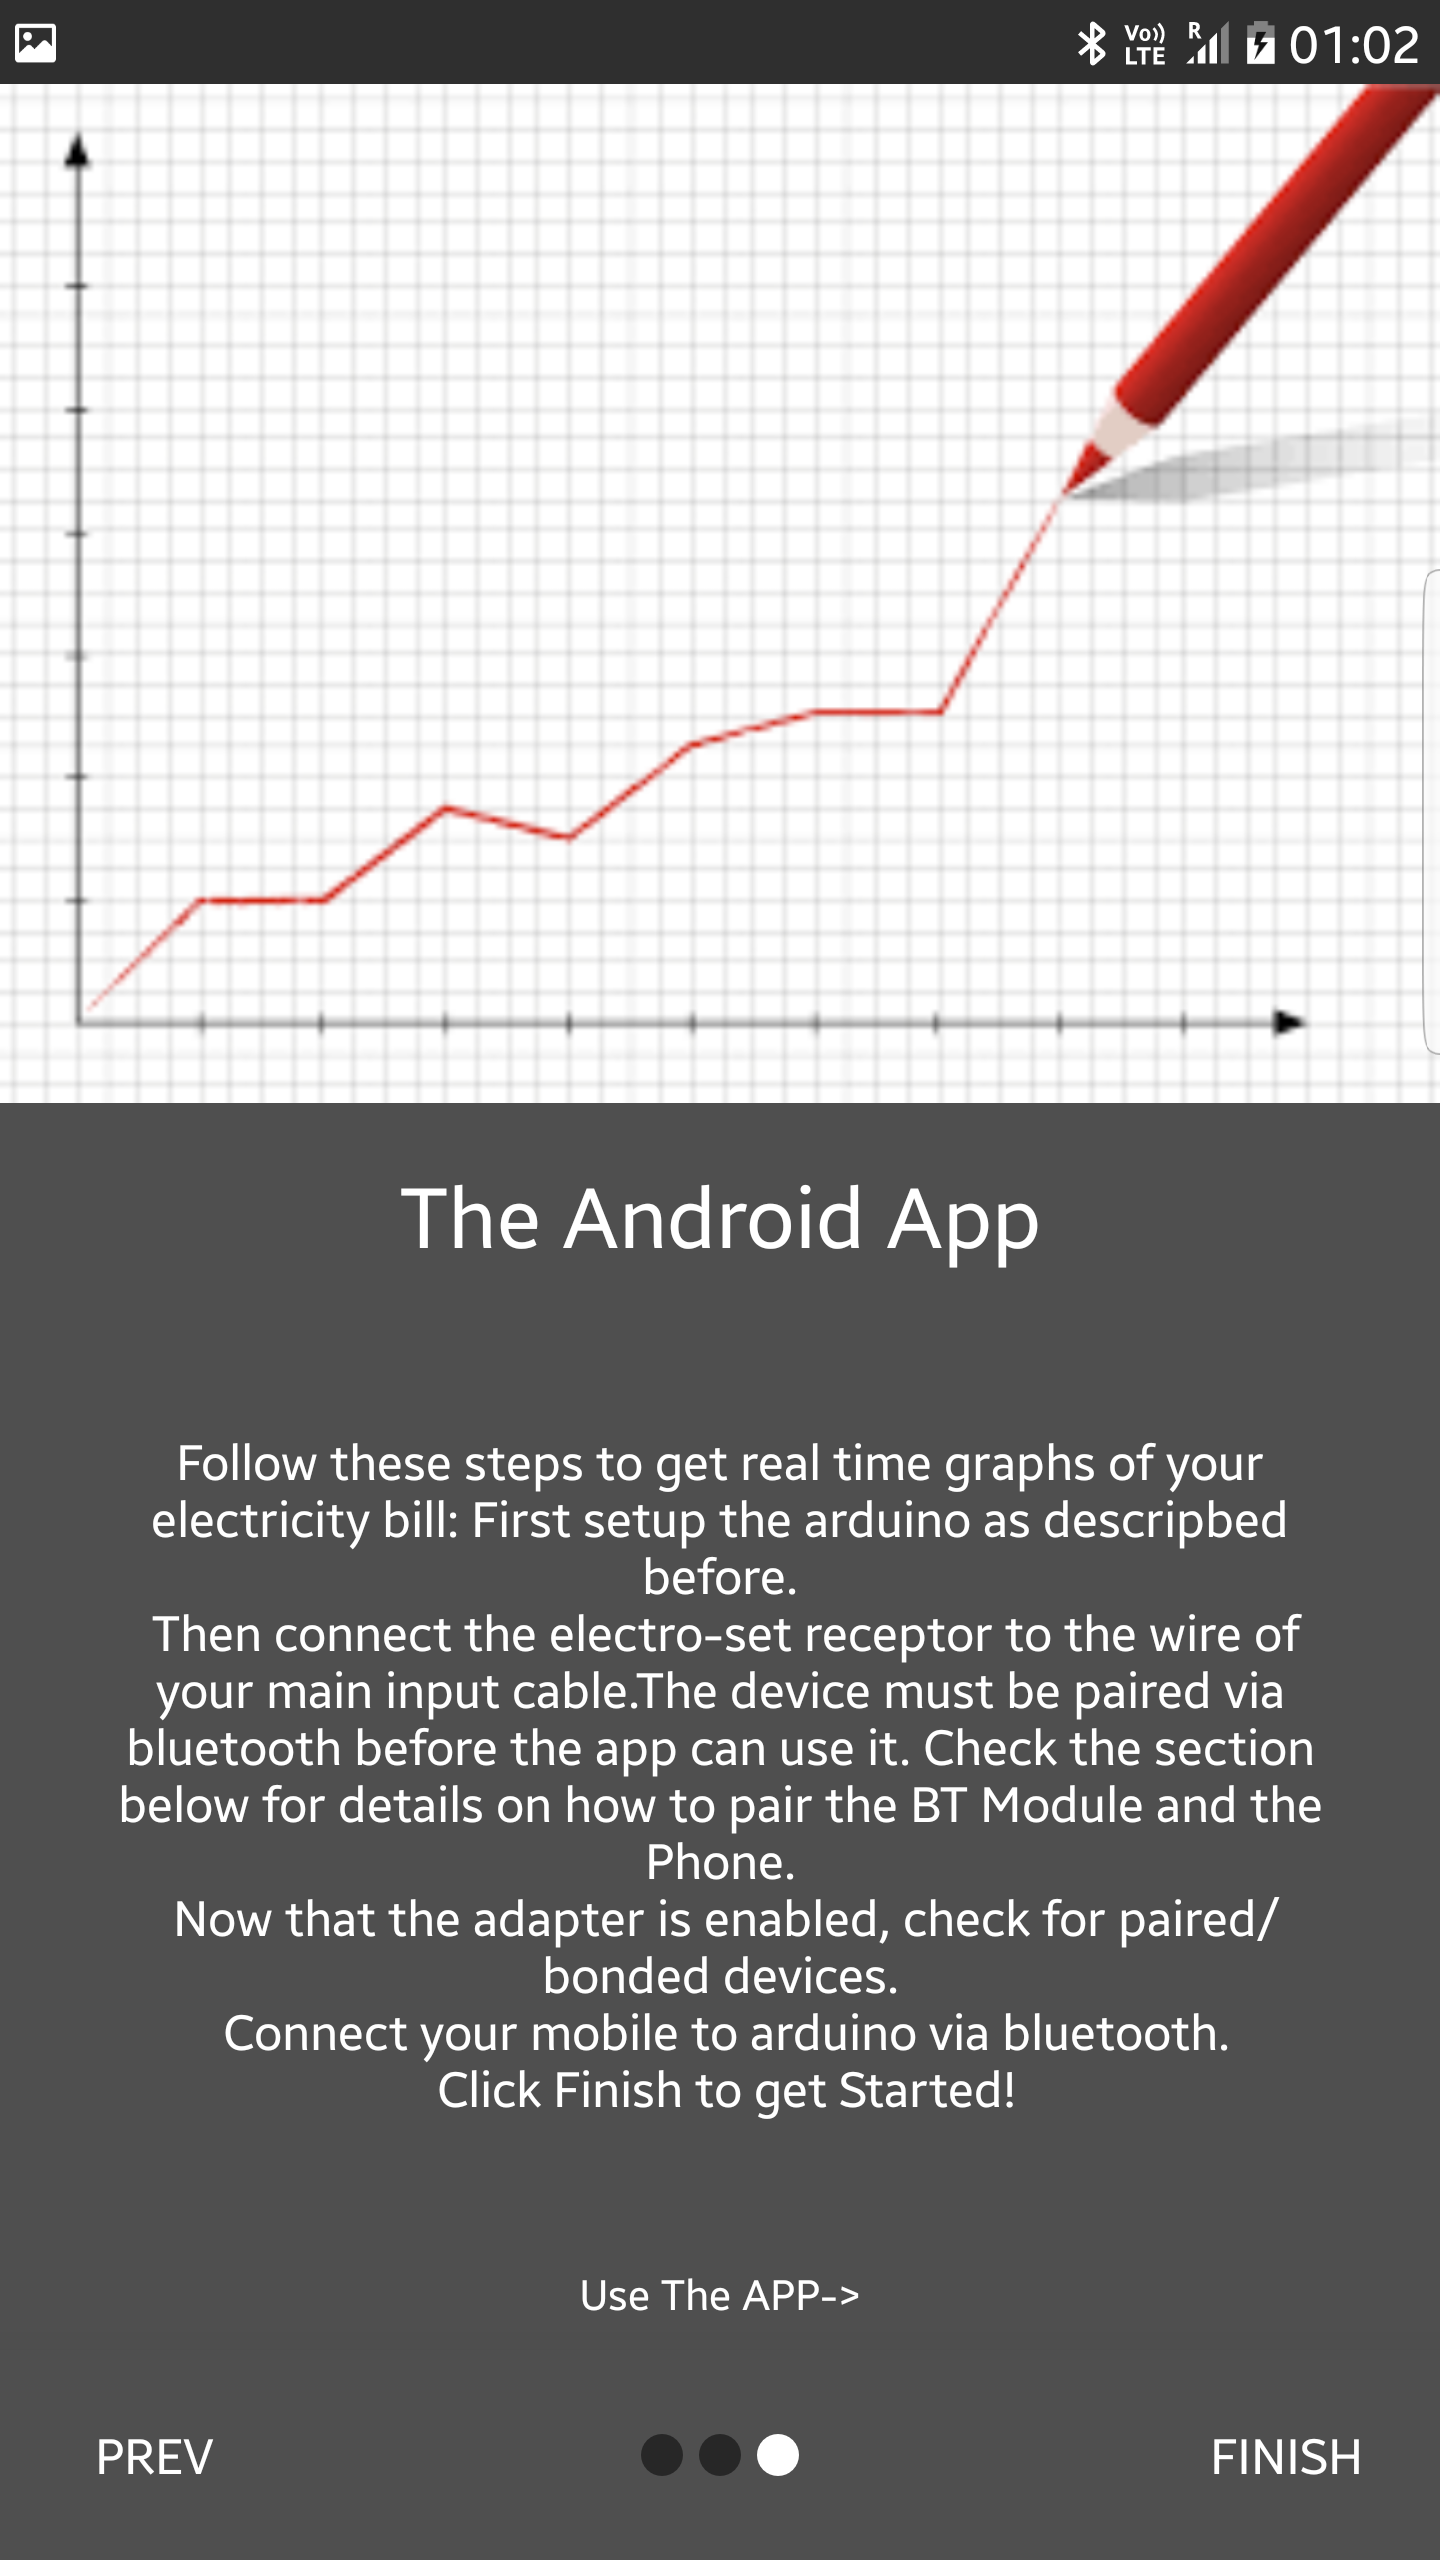 Vo)) LTE R 01:02
The Android App
Follow these steps to get real time graphs of your
electricity bill: First setup the arduino as descripbed
before.
Then connect the electro-set receptor to the wire of
your main input cable.The device must be paired via
bluetooth before the app can use it. Check the section
below for details on how to pair the BT Module and the
Phone.
Now that the adapter is enabled, check for paired/
bonded devices.
Connect your mobile to arduino via bluetooth.
Click Finish to get Started!
Use The APP->
PREV FINISH